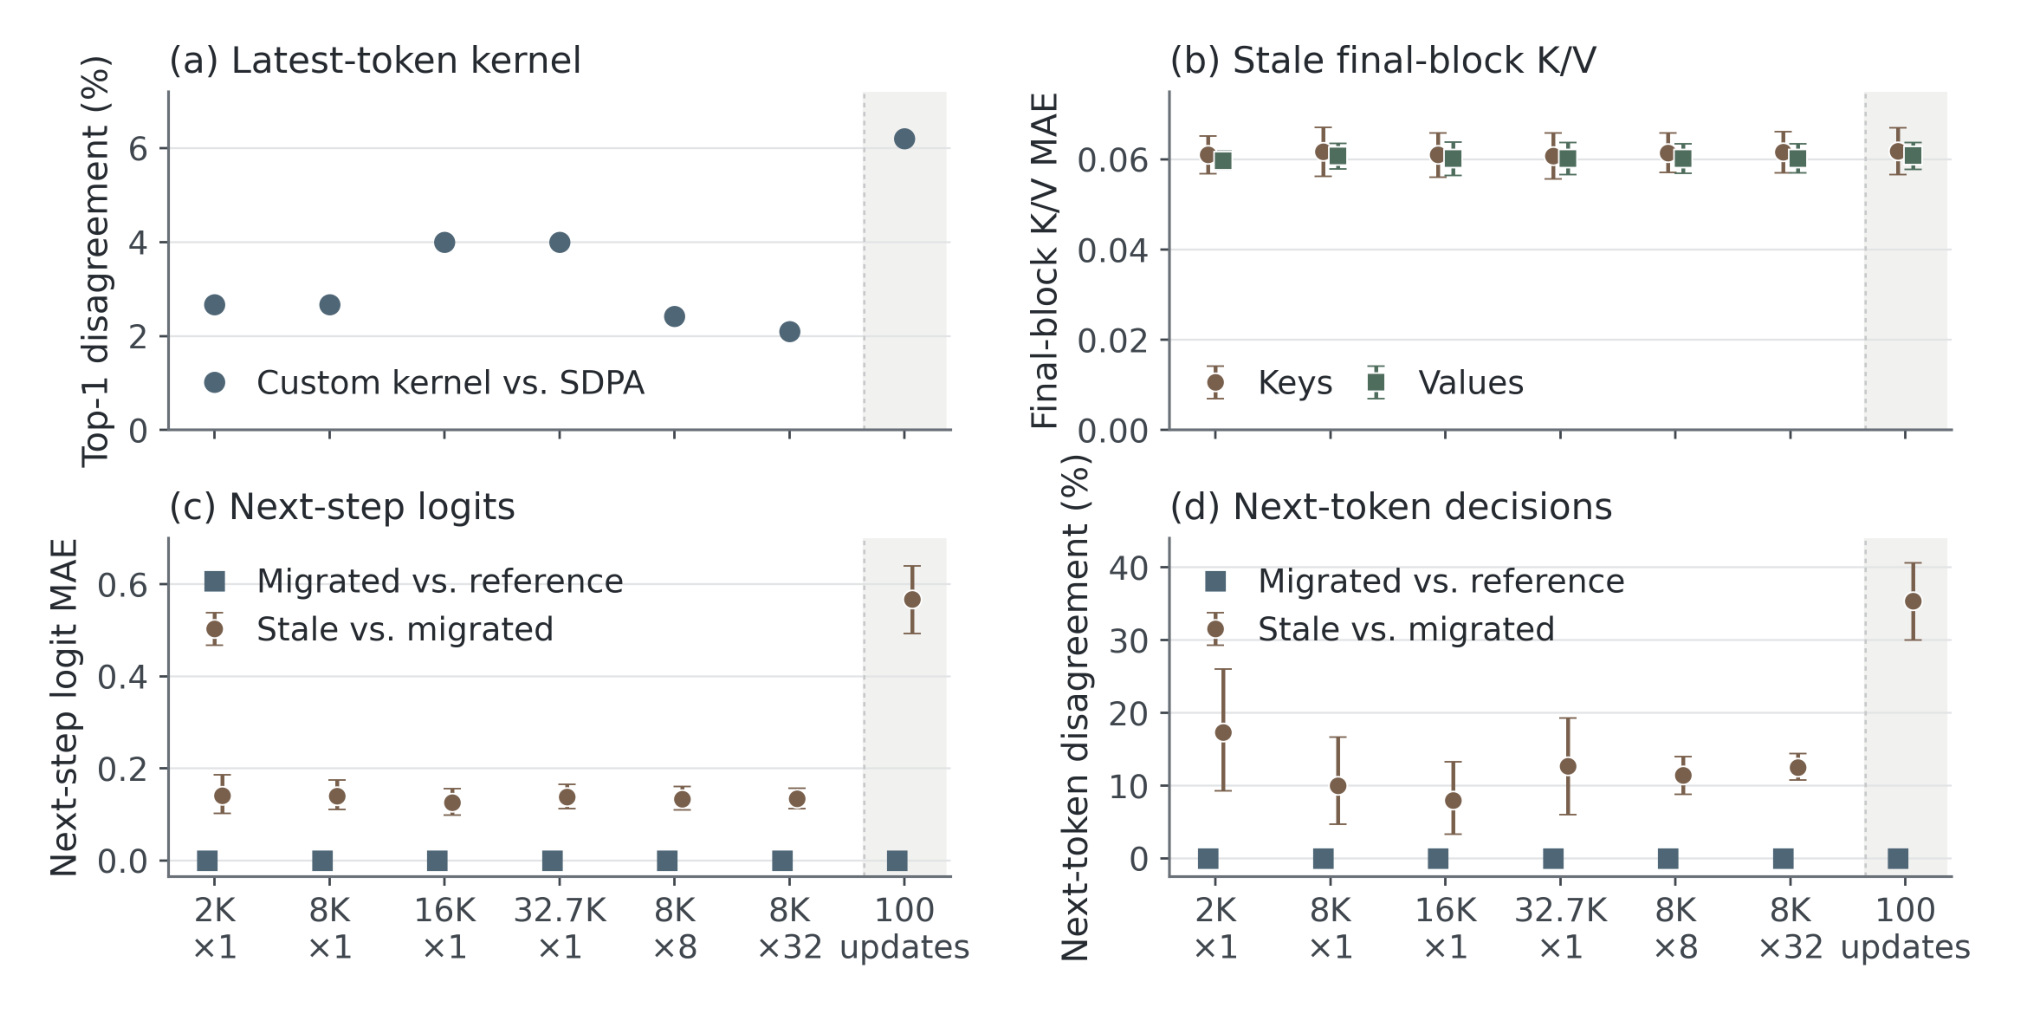 (a) Latest-token kernel
Top-1 disagreement (%)
6
4
2
0
Custom kernel vs. SDPA
(b) Stale final-block K/V
Final-block K/V MAE
0.06
0.04
0.02
0.00
Keys
Values
(c) Next-step logits
Next-step logit MAE
0.6
0.4
0.2
0.0
Migrated vs. reference
Stale vs. migrated
2K
×1
8K
×1
16K
×1
32.7K
×1
8K
×8
8K
×32
100
updates
(d) Next-token decisions
Next-token disagreement (%)
40
30
20
10
0
Migrated vs. reference
Stale vs. migrated
2K
×1
8K
×1
16K
×1
32.7K
×1
8K
×8
8K
×32
100
updates